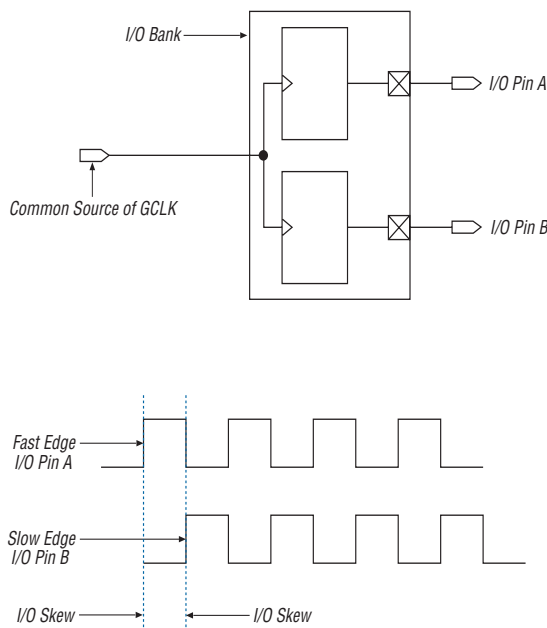 I/O Bank
I/O Pin A
Common Source of GCLK
I/O Pin B
Fast Edge
I/O Pin A
Slow Edge
I/O Pin B
I/O Skew
I/O Skew